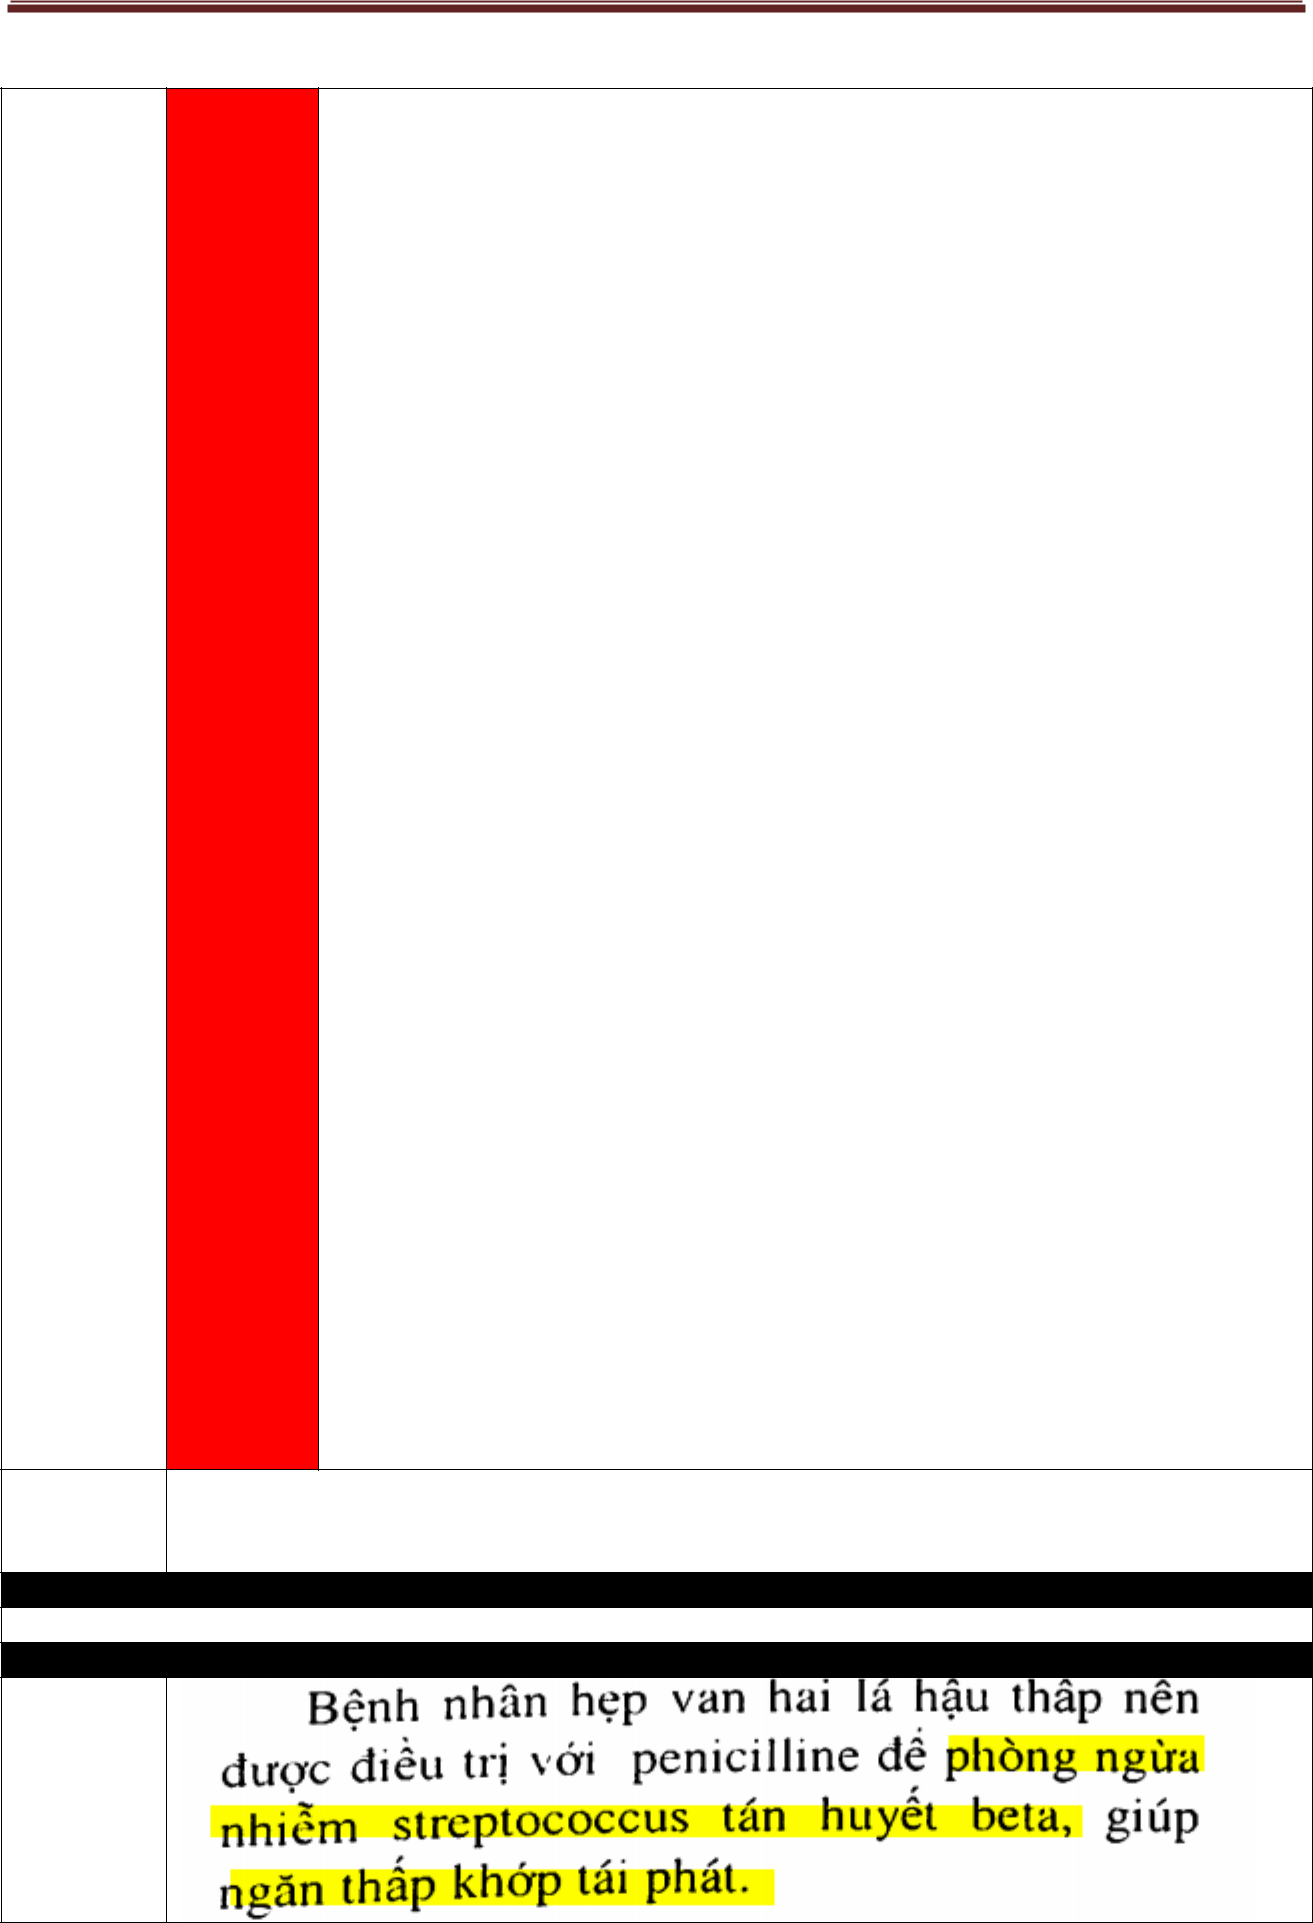 Bệnh nhân hẹp van hai lá hậu thấp nên
được điều trị với penicilline để phòng ngừa
nhiễm streptococcus tán huyết beta, giúp
ngăn thấp khớp tái phát.